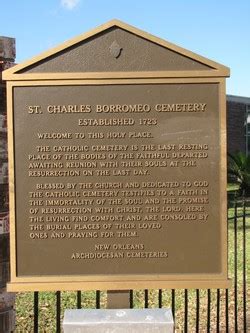 ST. CHARLES BORROMEO CEMETERY
ESTABLISHED 1723
WELCOME TO THIS HOLY PLACE.
THE CATHOLIC CEMETERY IS THE LAST RESTING
PLACE OF THE BODIES OF THE FAITHFUL DEPARTED
AWAITING REUNION WITH THEIR SOULS AT THE
RESURRECTION ON THE LAST DAY.
BLESSED BY THE CHURCH AND DEDICATED TO GOD
THE CATHOLIC CEMETERY TESTIFIES TO A FAITH IN
THE IMMORTALITY OF THE SOUL AND THE PROMISE
OF RESURRECTION WITH CHRIST, THE LORD. HERE
THE LIVING FIND COMFORT AND ARE CONSOLED BY
THE BURIAL PLACES OF THEIR LOVED
ONES AND PRAYING FOR THEM.
NEW ORLEANS
ARCHDIOCESAN CEMETERIES